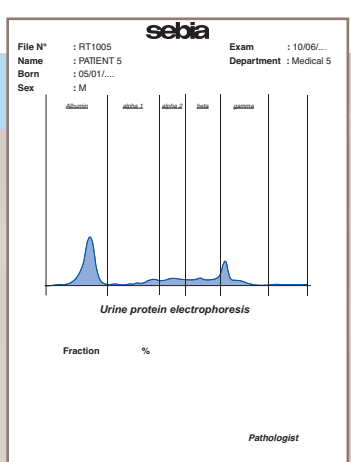 sebia
File N° : RT1005 Exam : 10/06/...
Name : PATIENT 5 Department : Medical 5
Born : 05/01/....
Sex : M
Albumin alpha 1 alpha 2 beta gamma
Urine protein electrophoresis
Fraction %
Pathologist